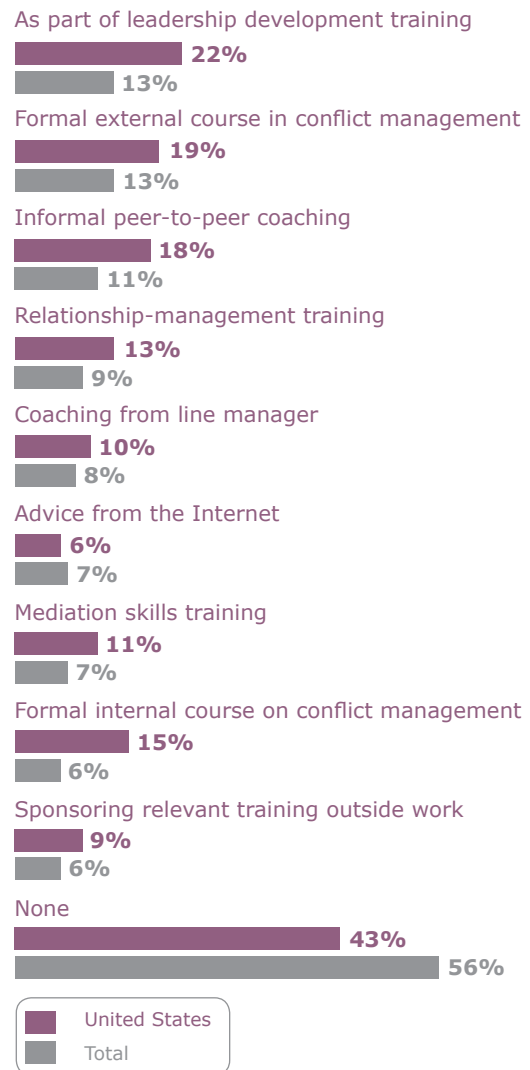 As part of leadership development training
22%
13%
Formal external course in conflict management
19%
13%
Informal peer-to-peer coaching
18%
11%
Relationship-management training
13%
9%
Coaching from line manager
10%
8%
Advice from the Internet
6%
7%
Mediation skills training
11%
7%
Formal internal course on conflict management
15%
6%
Sponsoring relevant training outside work
9%
6%
None
43%
56%
United States
Total